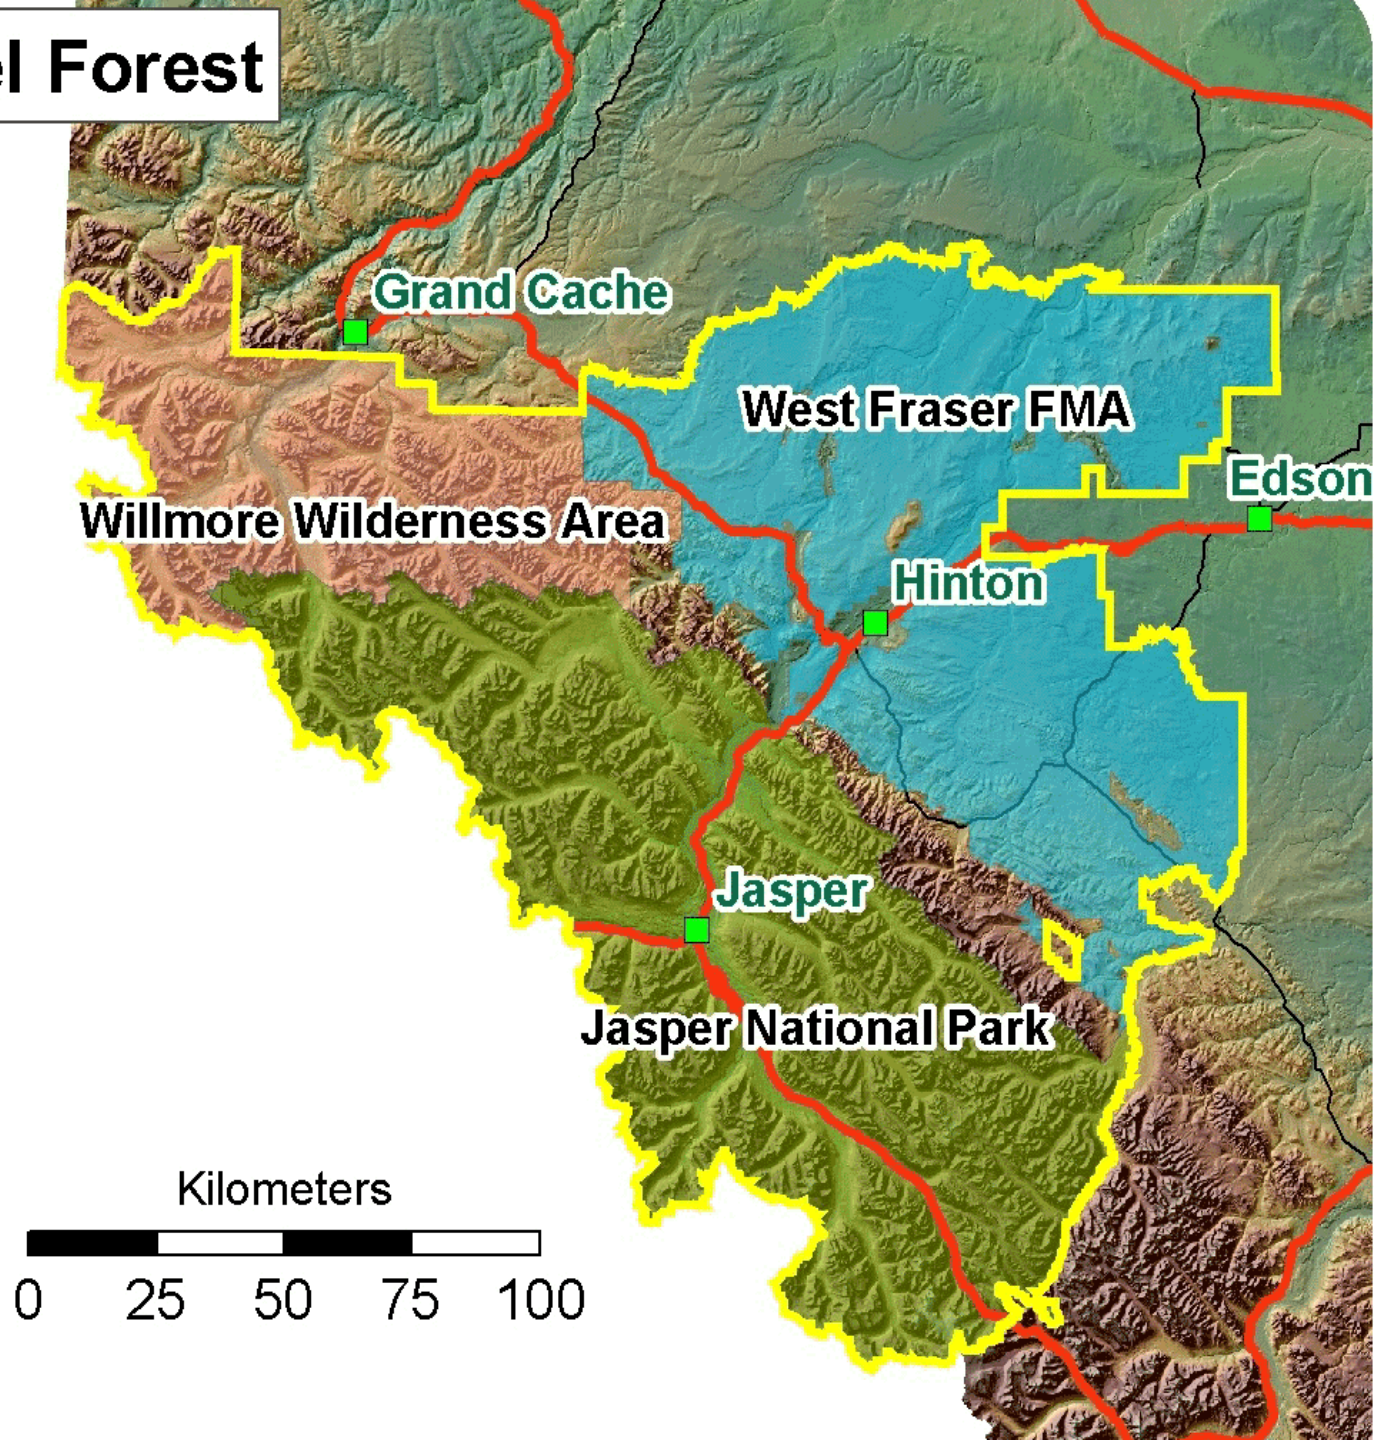 Forest
Grand Cache
West Fraser FMA
Edson
Willmore Wilderness Area
Hinton
Jasper
Jasper National Park
Kilometers
0 25 50 75 100